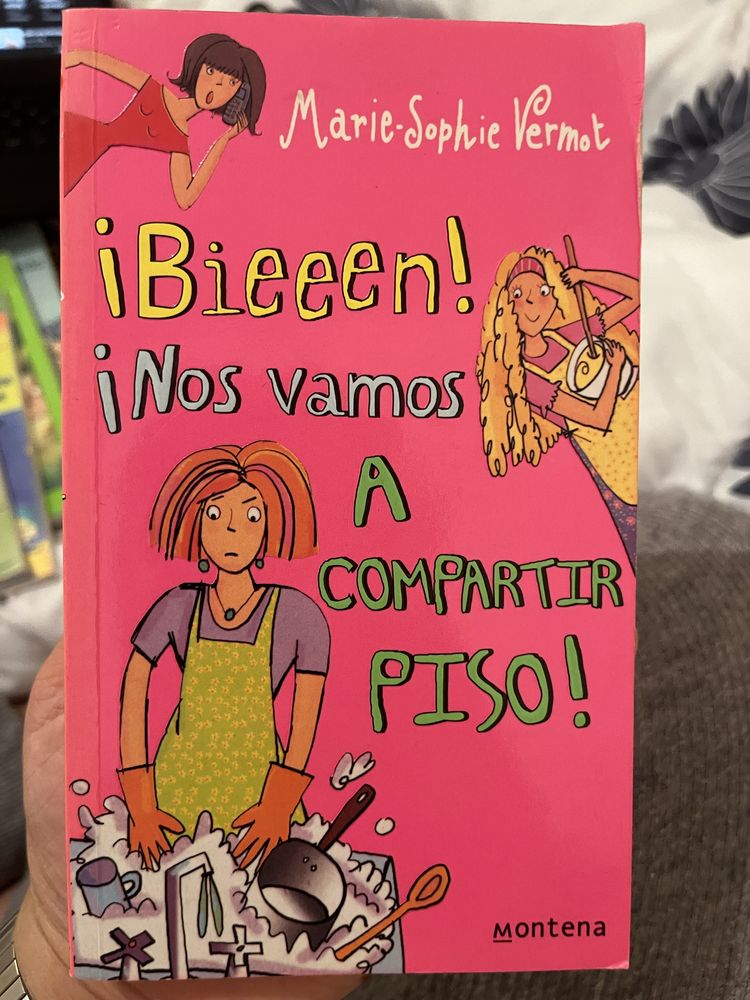 Marie-Sophie Vermot
¡Bieeen!
¡Nos vamos
A
COMPARTIR
PISO!
Montena